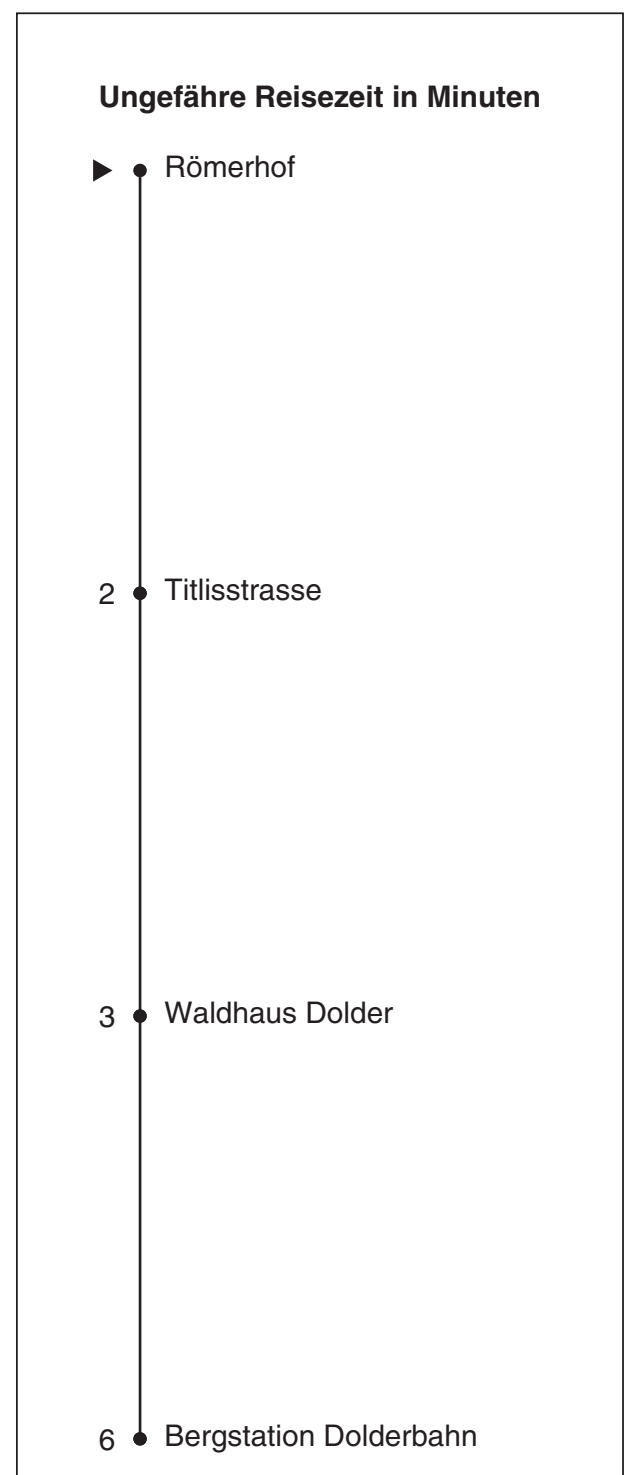 Ungefähre Reisezeit in Minuten
Römerhof
2 Titlisstrasse
3 Waldhaus Dolder
6 Bergstation Dolderbahn